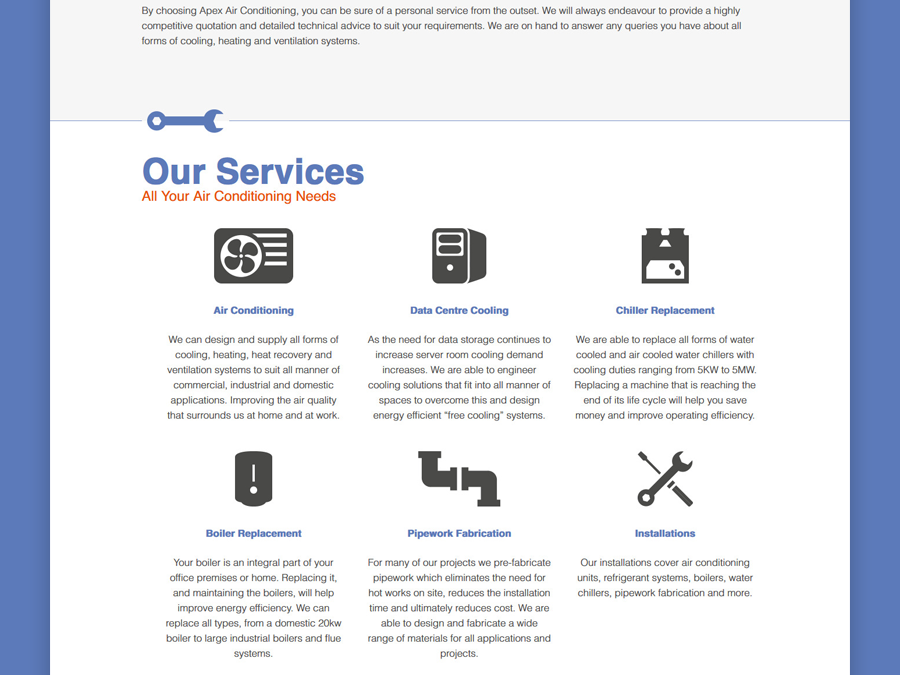 By choosing Apex Air Conditioning, you can be sure of a personal service from the outset. We will always endeavour to provide a highly
competitive quotation and detailed technical advice to suit your requirements. We are on hand to answer any queries you have about all
forms of cooling, heating and ventilation systems.
Our Services
All Your Air Conditioning Needs
Air Conditioning
We can design and supply all forms of
cooling, heating, heat recovery and
ventilation systems to suit all manner of
commercial, industrial and domestic
applications. Improving the air quality
that surrounds us at home and at work.
Data Centre Cooling
As the need for data storage continues to
increase server room cooling demand
increases. We are able to engineer
cooling solutions that fit into all manner of
spaces to overcome this and design
energy efficient “free cooling” systems.
Chiller Replacement
We are able to replace all forms of water
cooled and air cooled water chillers with
cooling duties ranging from 5KW to 5MW.
Replacing a machine that is reaching the
end of its life cycle will help you save
money and improve operating efficiency.
Boiler Replacement
Your boiler is an integral part of your
office premises or home. Replacing it,
and maintaining the boilers, will help
improve energy efficiency. We can
replace all types, from a domestic 20kw
boiler to large industrial boilers and flue
systems.
Pipework Fabrication
For many of our projects we pre-fabricate
pipework which eliminates the need for
hot works on site, reduces the installation
time and ultimately reduces cost. We are
able to design and fabricate a wide
range of materials for all applications and
projects.
Installations
Our installations cover air conditioning
units, refrigerant systems, boilers, water
chillers, pipework fabrication and more.